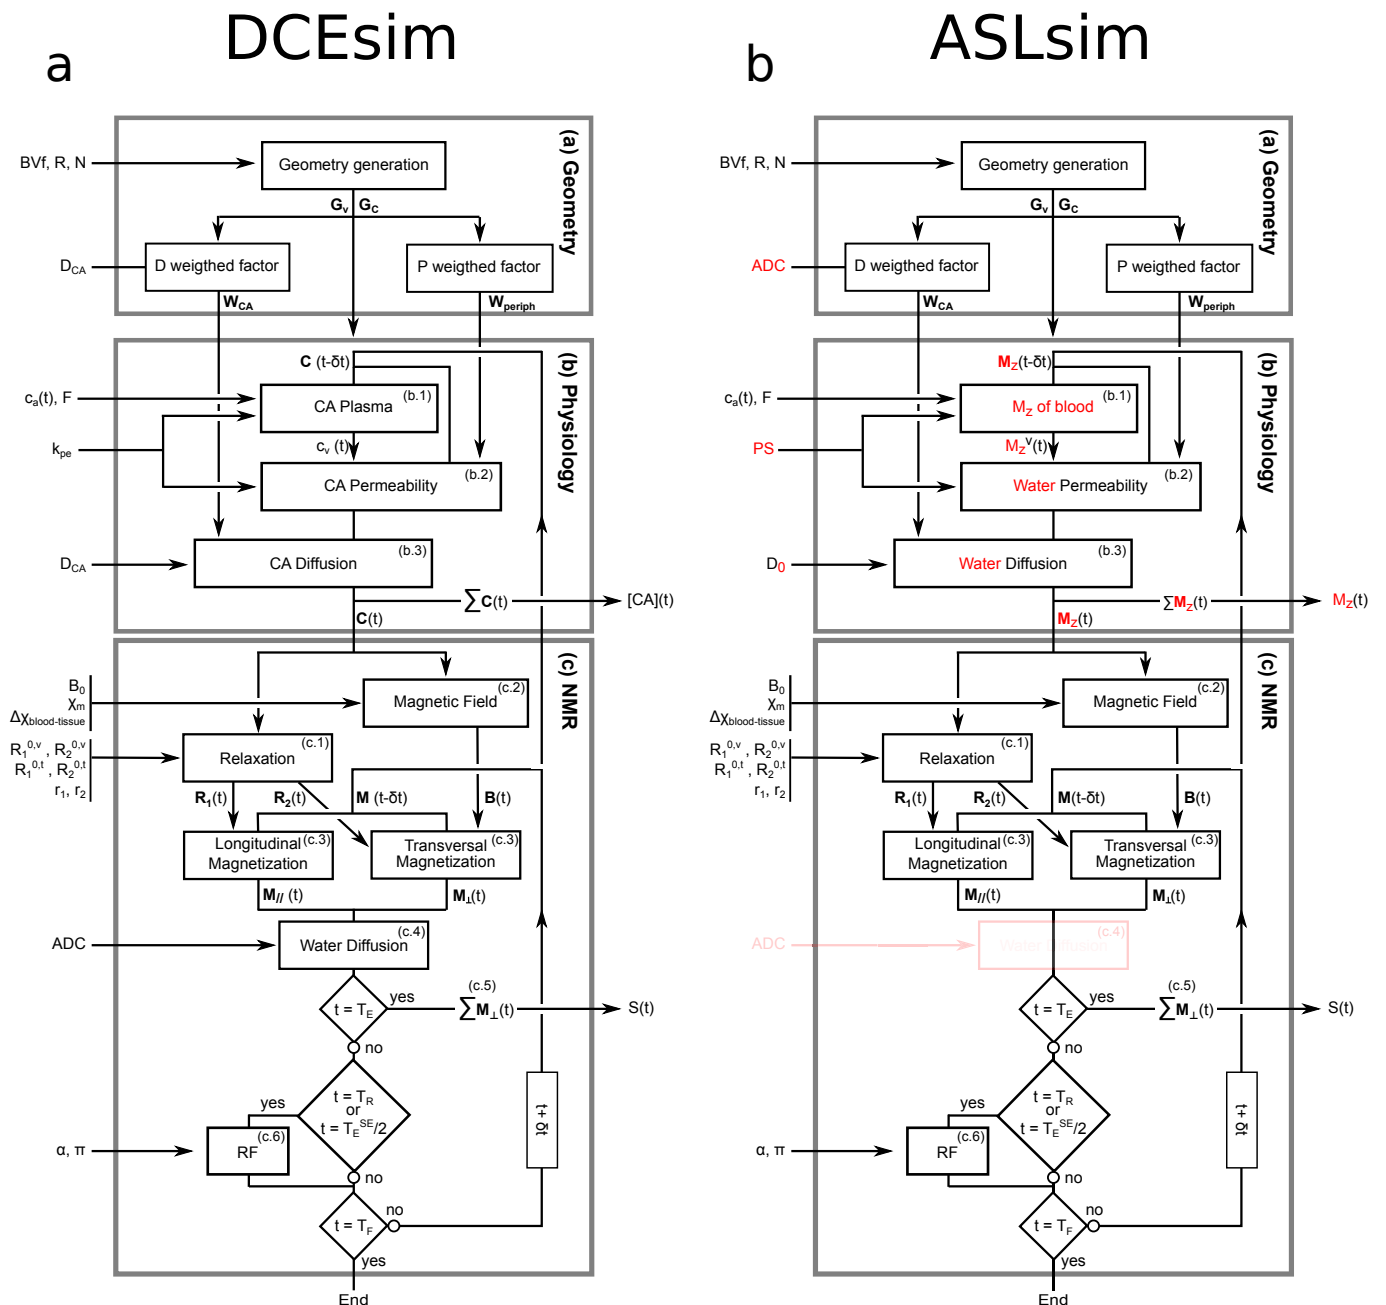 DCEsim
a
(a) Geometry
BVf, R, N
Geometry generation
Gv GC
DCA
D weigthed factor
P weigthed factor
WCA
Wperiph
(b) Physiology
C (t-δt)
ca(t), F
CA Plasma
(b.1)
kpe
cv (t)
CA Permeability
(b.2)
DCA
CA Diffusion
(b.3)
∑C(t)
[CA](t)
C(t)
(c) NMR
B0
χm
Δχblood-tissue
Magnetic Field
(c.2)
R1^0,v , R2^0,v
R1^0,t , R2^0,t
r1, r2
Relaxation
(c.1)
R1(t)
R2(t)
M (t-δt)
B(t)
Longitudinal
Magnetization
(c.3)
Transversal
Magnetization
(c.3)
M// (t)
M⊥(t)
ADC
Water Diffusion
(c.4)
t = TE
yes
(c.5)
∑M⊥(t)
S(t)
no
t = TR
or
t = TE^SE/2
yes
α, π
RF
(c.6)
no
t + δt
t = TF
no
yes
End
ASLsim
b
(a) Geometry
BVf, R, N
Geometry generation
Gv GC
ADC
D weigthed factor
P weigthed factor
WCA
Wperiph
(b) Physiology
MZ(t-δt)
ca(t), F
MZ of blood
(b.1)
PS
MZ^v(t)
Water Permeability
(b.2)
D0
Water Diffusion
(b.3)
∑MZ(t)
MZ(t)
MZ(t)
(c) NMR
B0
χm
Δχblood-tissue
Magnetic Field
(c.2)
R1^0,v , R2^0,v
R1^0,t , R2^0,t
r1, r2
Relaxation
(c.1)
R1(t)
R2(t)
M(t-δt)
B(t)
Longitudinal
Magnetization
(c.3)
Transversal
Magnetization
(c.3)
M//(t)
M⊥(t)
ADC
Water Diffusion
(c.4)
t = TE
yes
(c.5)
∑M⊥(t)
S(t)
no
t = TR
or
t = TE^SE/2
yes
α, π
RF
(c.6)
no
t + δt
t = TF
no
yes
End